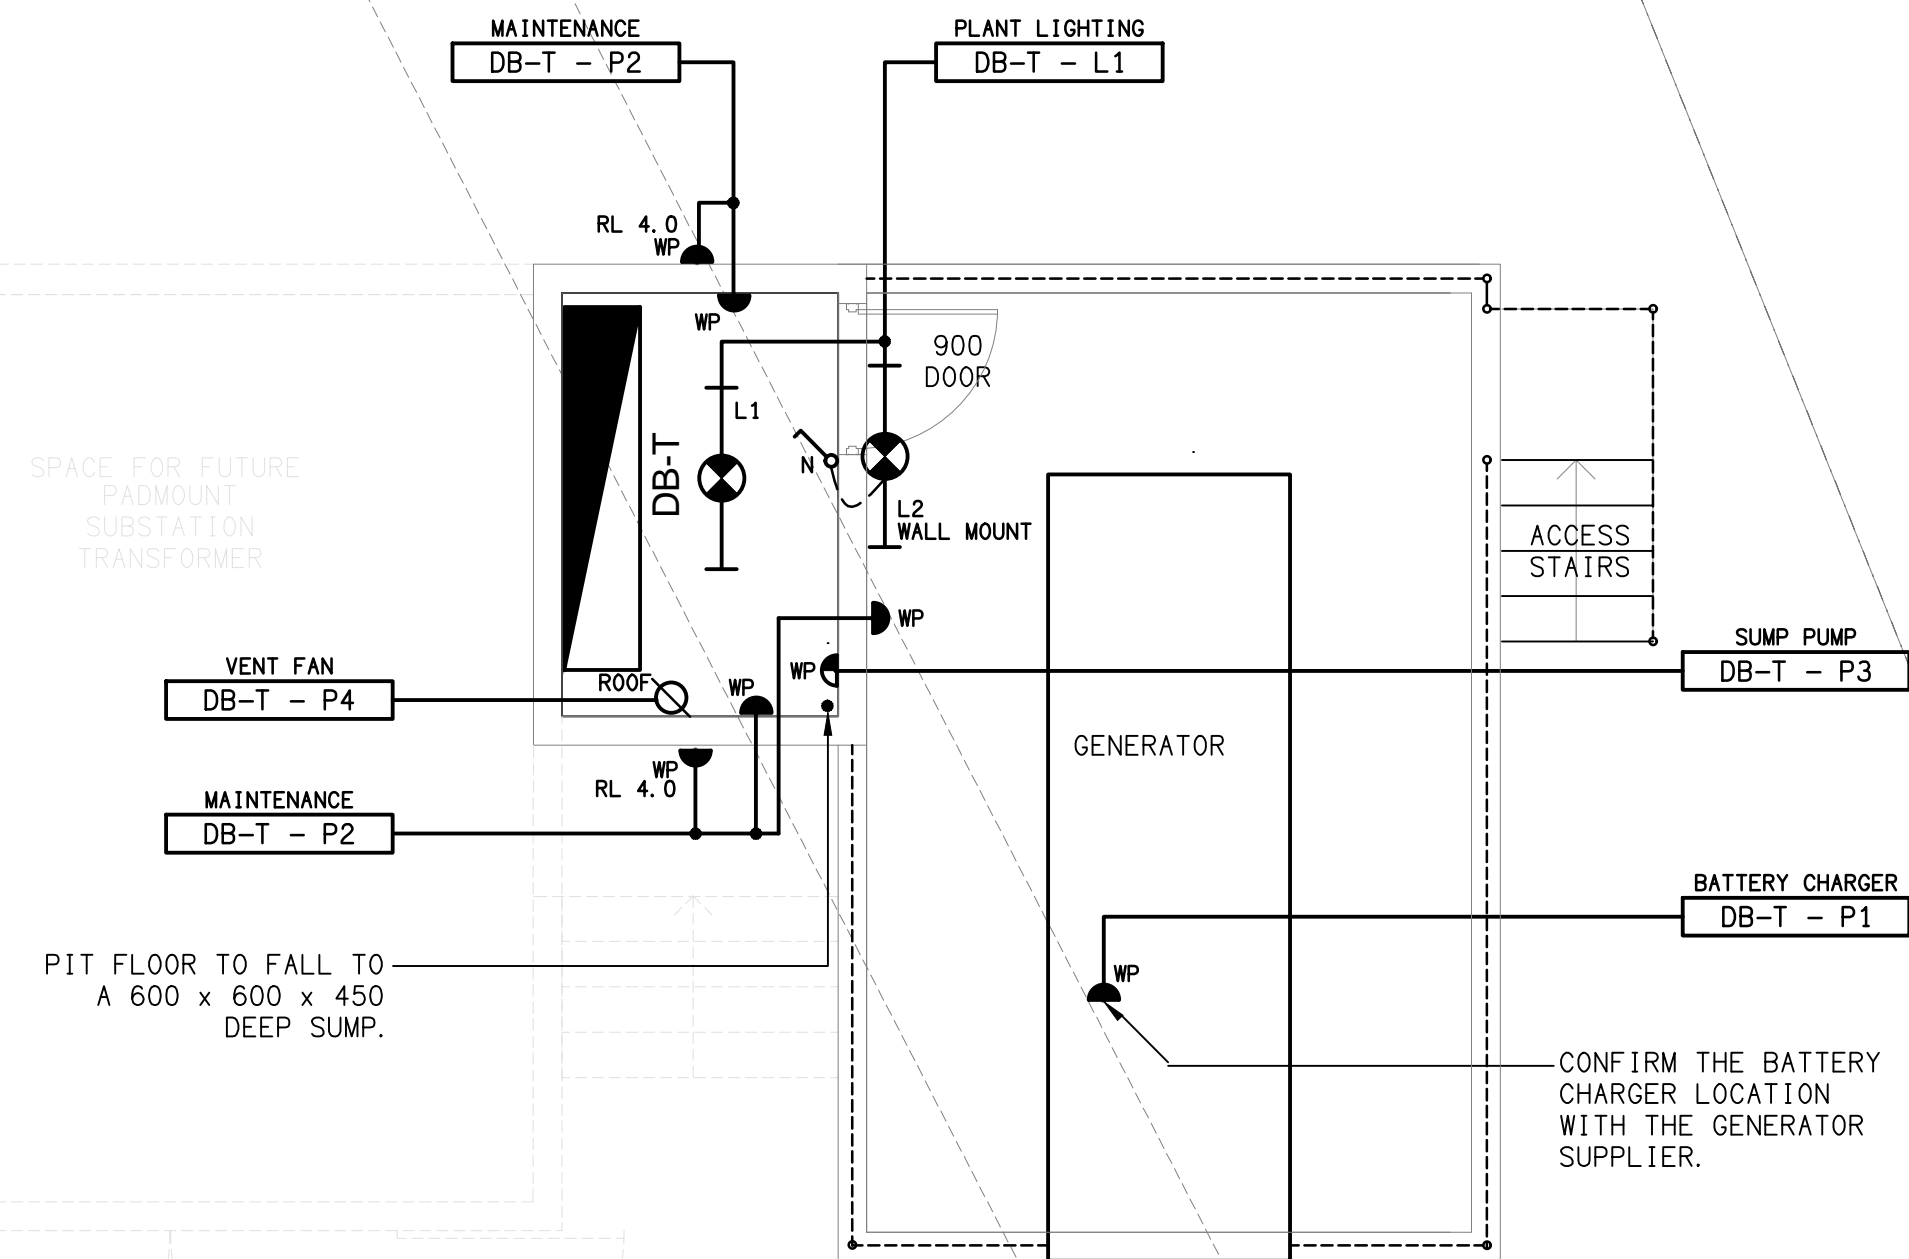 MAINTENANCE
DB-T - P2
PLANT LIGHTING
DB-T - L1
RL 4.0
WP
WP
900
DOOR
L1
DB-T
N
L2
WALL MOUNT
SPACE FOR FUTURE
PADMOUNT
SUBSTATION
TRANSFORMER
ACCESS
STAIRS
WP
SUMP PUMP
DB-T - P3
VENT FAN
DB-T - P4
ROOF
WP
WP
GENERATOR
WP
RL 4.0
MAINTENANCE
DB-T - P2
BATTERY CHARGER
DB-T - P1
PIT FLOOR TO FALL TO
A 600 x 600 x 450
DEEP SUMP.
WP
CONFIRM THE BATTERY
CHARGER LOCATION
WITH THE GENERATOR
SUPPLIER.